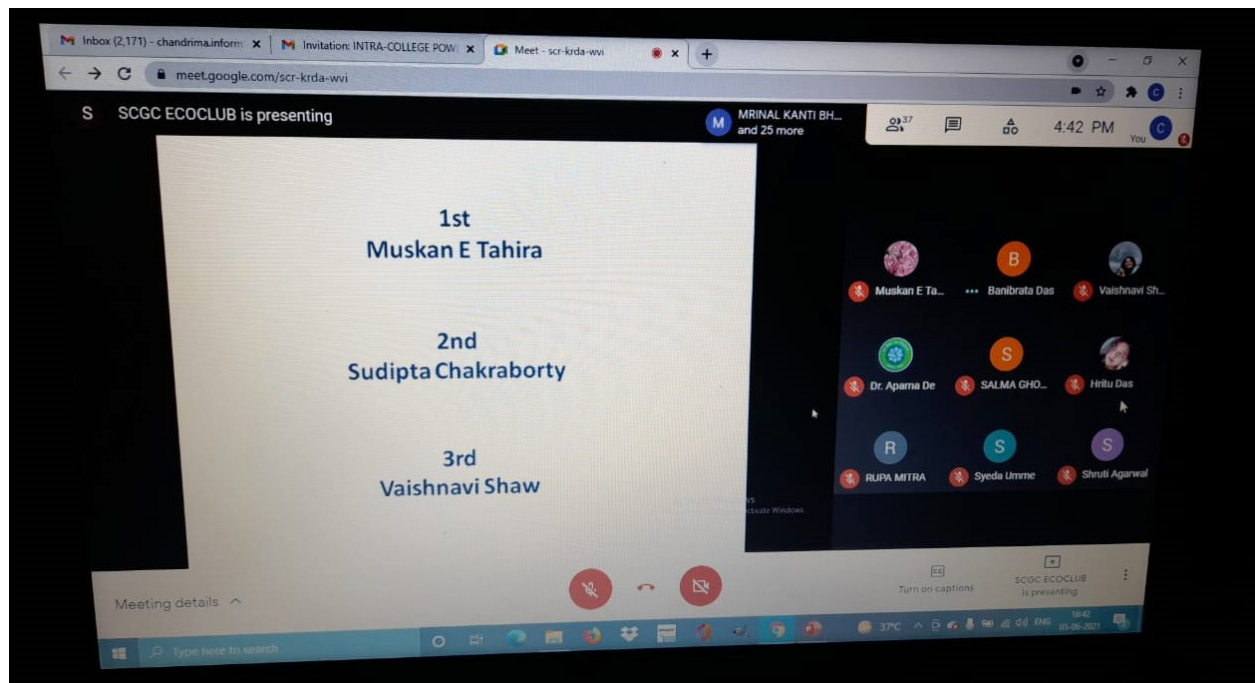 Inbox (2,171) - chandrima.inform
Invitation: INTRA-COLLEGE POW
Meet - scr-krda-wvi
meet.google.com/scr-krda-wvi
S SCGC ECOCLUB is presenting
M MRINAL KANTI BH...
and 25 more
37
4:42 PM
You C
1st
Muskan E Tahira
2nd
Sudipta Chakraborty
3rd
Vaishnavi Shaw
B
Muskan E Ta... Banibrata Das Vaishnavi Sh...
S
Dr. Aparna De SALMA GHO... Hritu Das
R S S
RUPA MITRA Syeda Umme Shruti Agarwal
Activate Windows.
Meeting details
CC
Turn on captions
SCGC ECOCLUB
is presenting
Type here to search
37°C
ENG
16:42
05-06-2021